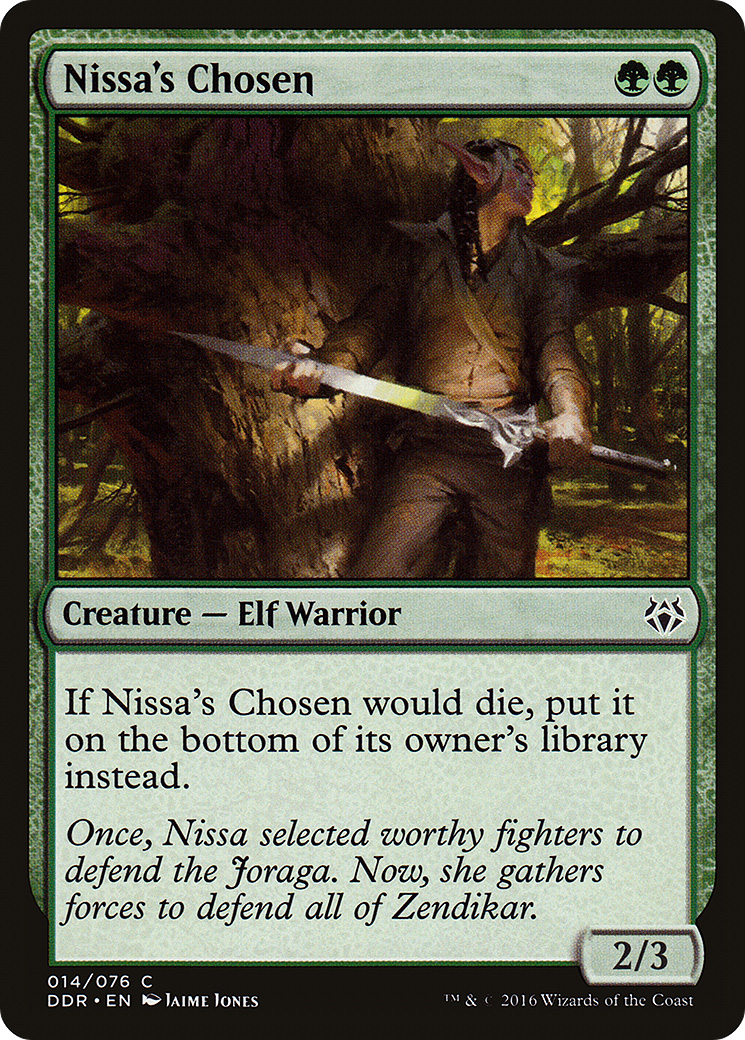 Nissa's Chosen
Creature — Elf Warrior
If Nissa's Chosen would die, put it
on the bottom of its owner's library
instead.
Once, Nissa selected worthy fighters to
defend the Joraga. Now, she gathers
forces to defend all of Zendikar.
2/3
014/076 C
DDR • EN Jaime Jones
™ & © 2016 Wizards of the Coast